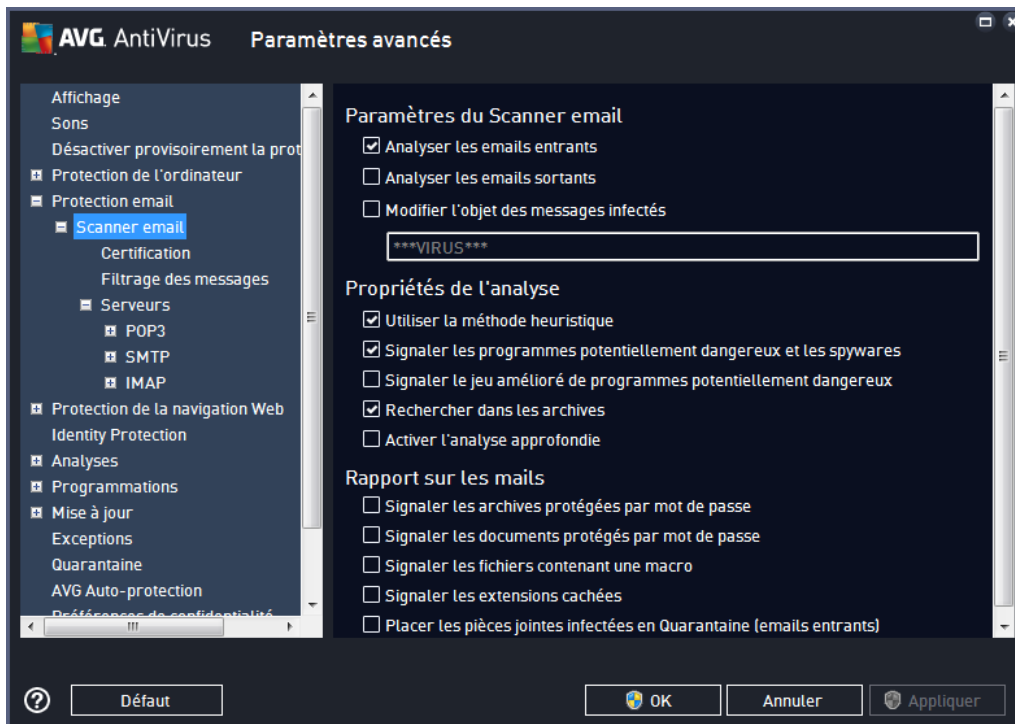 AVG. AntiVirus Paramètres avancés
Affichage
Sons
Désactiver provisoirement la prot
Protection de l'ordinateur
Protection email
Scanner email
Certification
Filtrage des messages
Serveurs
POP3
SMTP
IMAP
Protection de la navigation Web
Identity Protection
Analyses
Programmations
Mise à jour
Exceptions
Quarantaine
AVG Auto-protection
Préférences de confidentialité
Paramètres du Scanner email
Analyser les emails entrants
Analyser les emails sortants
Modifier l'objet des messages infectés
***VIRUS***
Propriétés de l'analyse
Utiliser la méthode heuristique
Signaler les programmes potentiellement dangereux et les spywares
Signaler le jeu amélioré de programmes potentiellement dangereux
Rechercher dans les archives
Activer l'analyse approfondie
Rapport sur les mails
Signaler les archives protégées par mot de passe
Signaler les documents protégés par mot de passe
Signaler les fichiers contenant une macro
Signaler les extensions cachées
Placer les pièces jointes infectées en Quarantaine (emails entrants)
? Défaut OK Annuler Appliquer